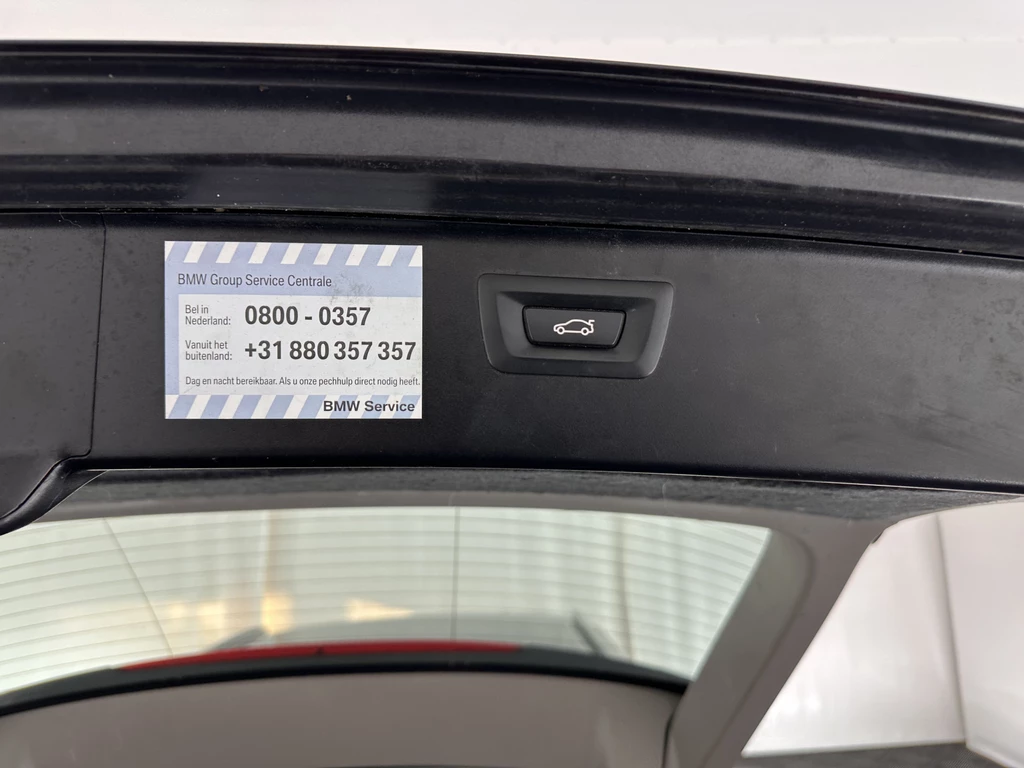 BMW Group Service Centrale
Bel in
Nederland: 0800 - 0357
Vanuit het
buitenland: +31 880 357 357
Dag en nacht bereikbaar. Als u onze pechhulp direct nodig heeft.
BMW Service